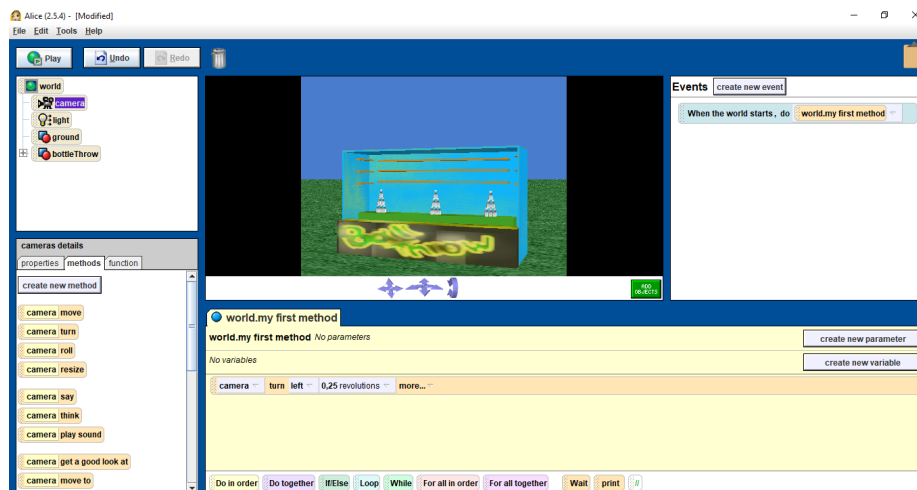 Alice (2.5.4) - [Modified]
File Edit Tools Help
Play Undo Redo
world
camera
light
ground
bottleThrow
Events create new event
When the world starts, do world.my first method
Ball
Throw
ADD
OBJECTS
cameras details
properties methods function
create new method
camera move
camera turn
camera roll
camera resize
camera say
camera think
camera play sound
camera get a good look at
camera move to
world.my first method
world.my first method No parameters create new parameter
No variables create new variable
camera turn left 0,25 revolutions more...
Do in order Do together If/Else Loop While For all in order For all together Wait print //